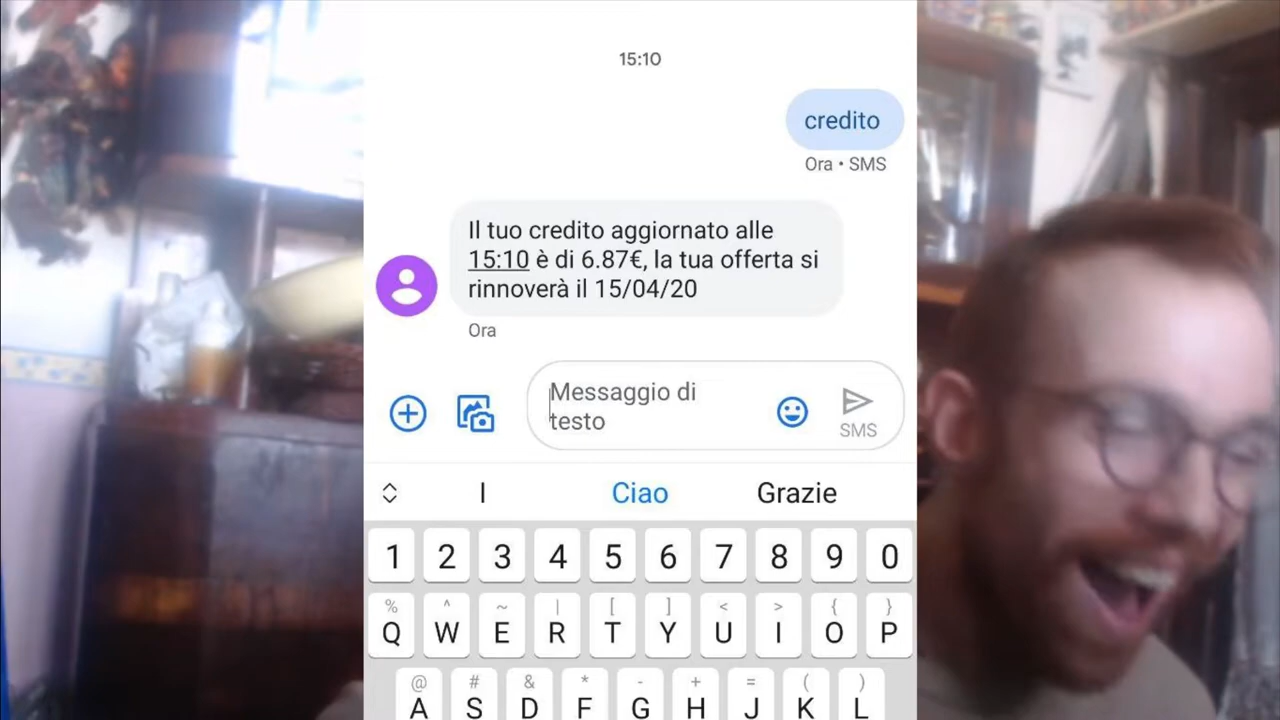 15:10
credito
Ora • SMS
Il tuo credito aggiornato alle
15:10 è di 6.87€, la tua offerta si
rinnoverà il 15/04/20
Ora
Messaggio di
testo
SMS
I Ciao Grazie
1 2 3 4 5 6 7 8 9 0
% ^ ~ | [ ] < > { }
Q W E R T Y U I O P
@ # & * - + = ( )
A S D F G H J K L